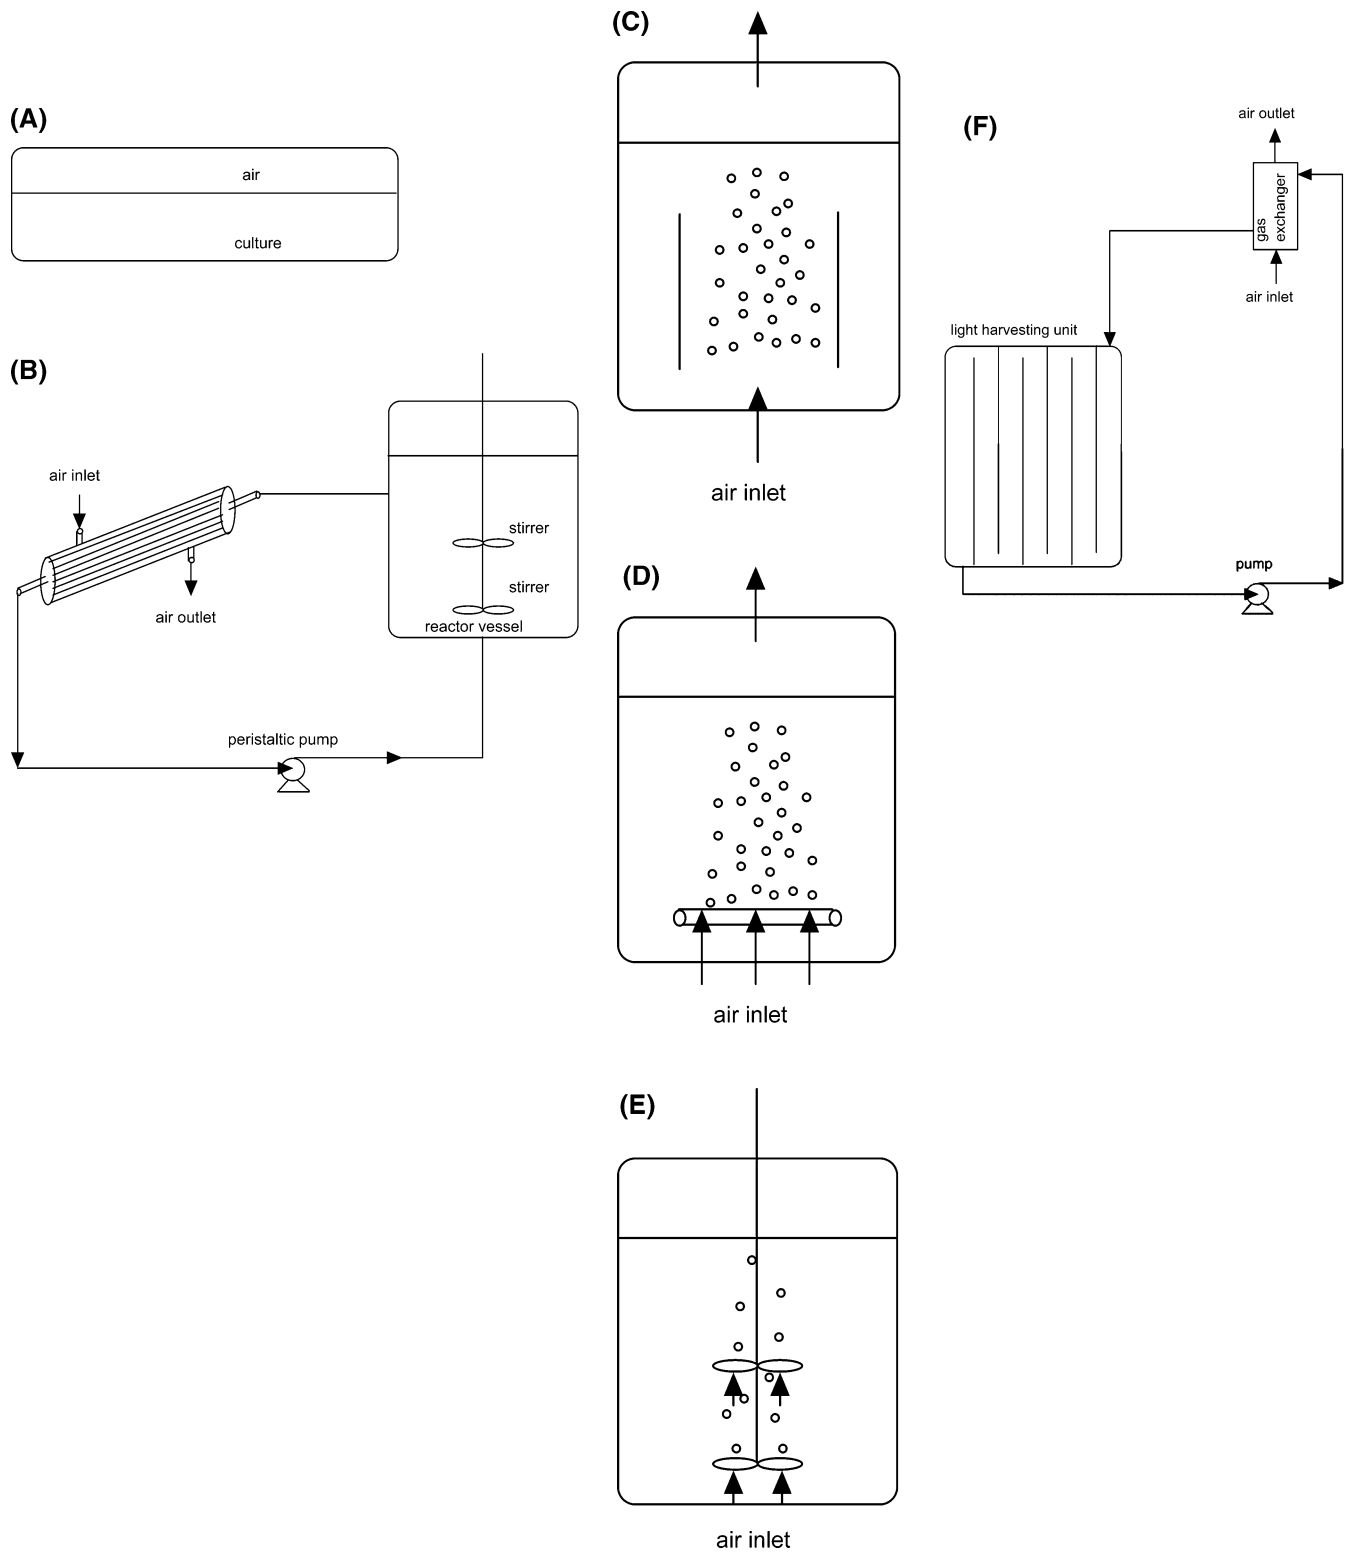 (A)
air
culture
(B)
air inlet
air outlet
stirrer
stirrer
reactor vessel
peristaltic pump
(C)
air inlet
(D)
air inlet
(E)
air inlet
(F)
air outlet
gas
exchanger
air inlet
light harvesting unit
pump